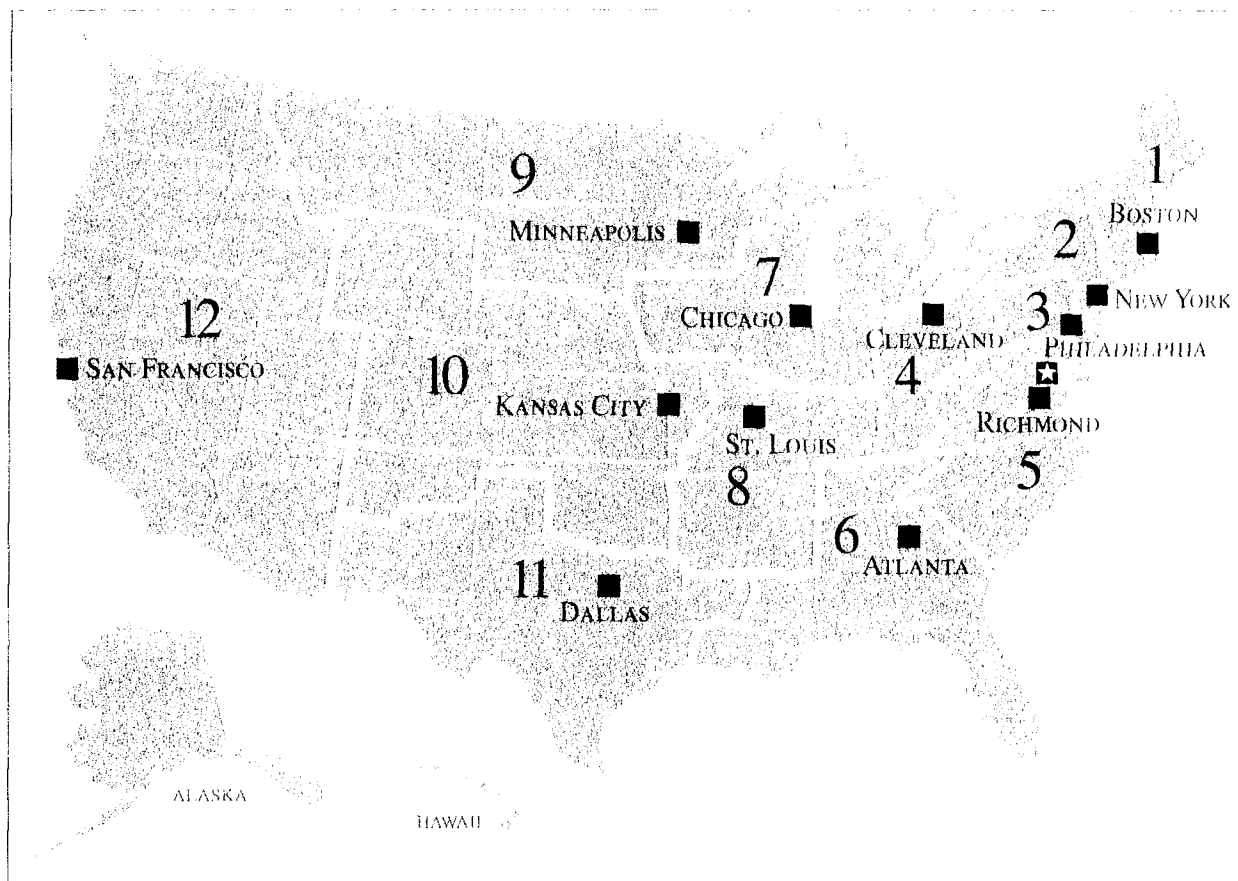 1
BOSTON
9
MINNEAPOLIS
2
7
CHICAGO
NEW YORK
3
PHILADELPHIA
CLEVELAND
12
SAN FRANCISCO
10
4
KANSAS CITY
ST. LOUIS
RICHMOND
8
5
6
ATLANTA
11
DALLAS
ALASKA
HAWAII